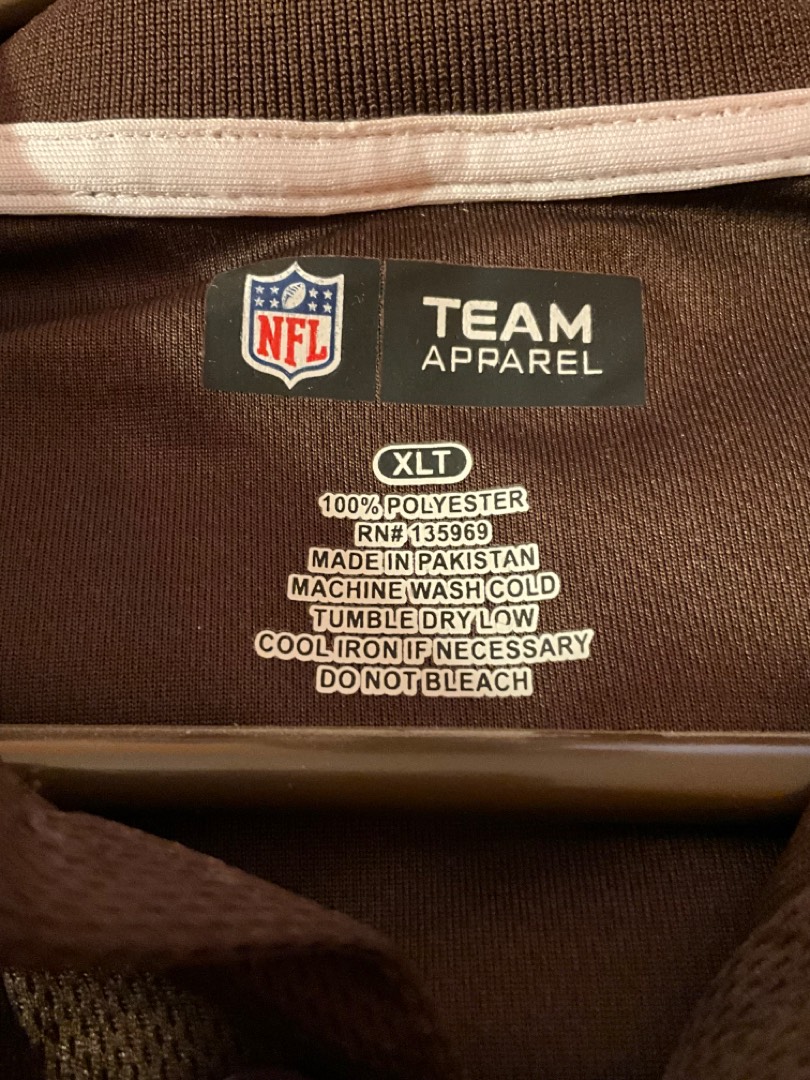 NFL
TEAM
APPAREL
XLT
100% POLYESTER
RN# 135969
MADE IN PAKISTAN
MACHINE WASH COLD
TUMBLE DRY LOW
COOL IRON IF NECESSARY
DO NOT BLEACH